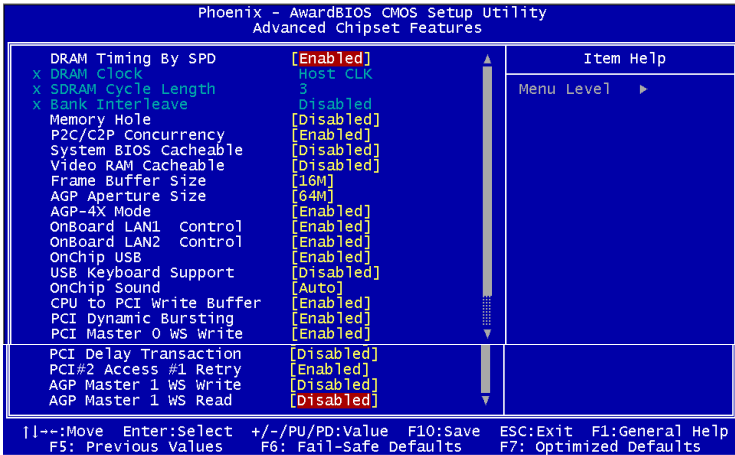 Phoenix - AwardBIOS CMOS Setup Utility
Advanced Chipset Features
DRAM Timing By SPD [Enabled]
x DRAM Clock Host CLK
x SDRAM Cycle Length 3
x Bank Interleave Disabled
Memory Hole [Disabled]
P2C/C2P Concurrency [Enabled]
System BIOS Cacheable [Disabled]
Video RAM Cacheable [Disabled]
Frame Buffer Size [16M]
AGP Aperture Size [64M]
AGP-4X Mode [Enabled]
OnBoard LAN1 Control [Enabled]
OnBoard LAN2 Control [Enabled]
OnChip USB [Enabled]
USB Keyboard Support [Disabled]
OnChip Sound [Auto]
CPU to PCI Write Buffer [Enabled]
PCI Dynamic Bursting [Enabled]
PCI Master 0 WS Write [Enabled]
PCI Delay Transaction [Disabled]
PCI#2 Access #1 Retry [Enabled]
AGP Master 1 WS Write [Disabled]
AGP Master 1 WS Read [Disabled]
Item Help
Menu Level ▶
↑↓→←:Move Enter:Select +/-/PU/PD:Value F10:Save ESC:Exit F1:General Help
F5: Previous Values F6: Fail-Safe Defaults F7: Optimized Defaults